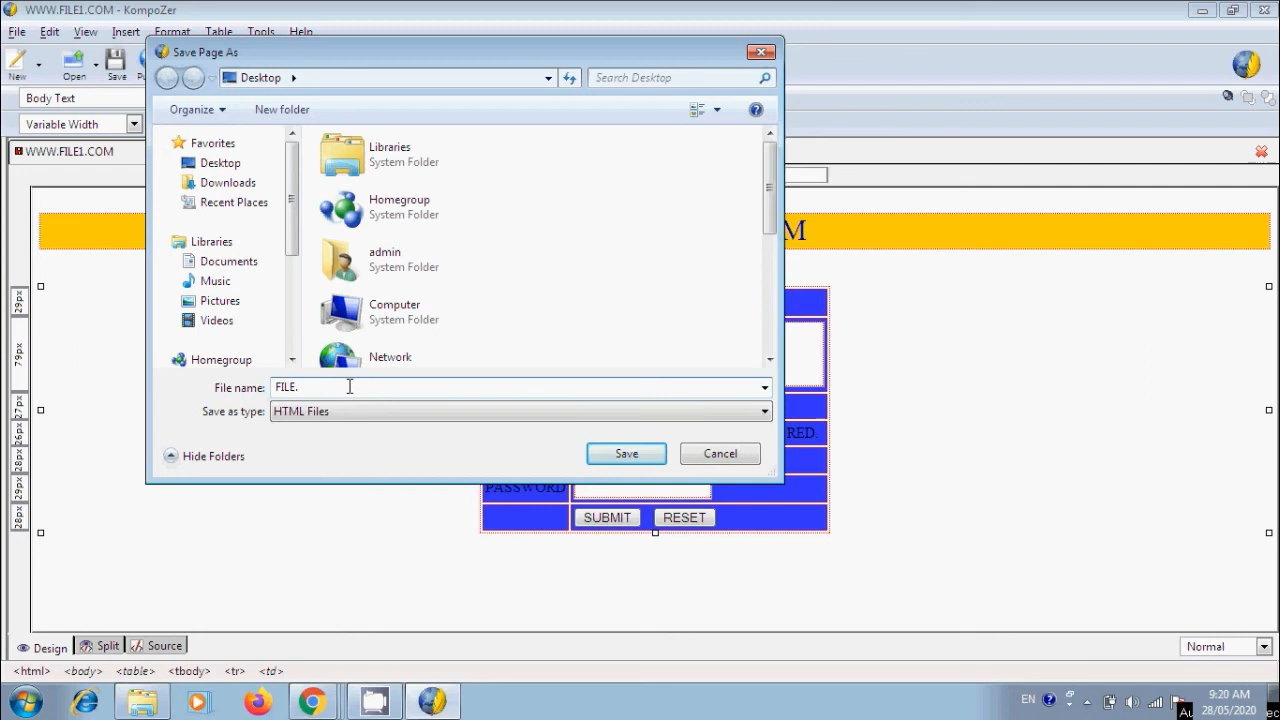 WWW.FILE1.COM - KompoZer
File Edit View Insert Format Table Tools Help
Save Page As
New Open Save
Desktop
Search Desktop
Body Text
Organize New folder
Variable Width
WWW.FILE1.COM
Favorites
Desktop
Downloads
Recent Places
Libraries
Documents
Music
Pictures
Videos
Homegroup
Libraries
System Folder
Homegroup
System Folder
admin
System Folder
Computer
System Folder
Network
File name: FILE.
Save as type: HTML Files
Hide Folders Save Cancel
M
RED.
PASSWORD
SUBMIT RESET
29px
79px
27px
26px
28px
29px
28px
Design Split Source
Normal
<html> <body> <table> <tbody> <tr> <td>
EN
9:20 AM
28/05/2020